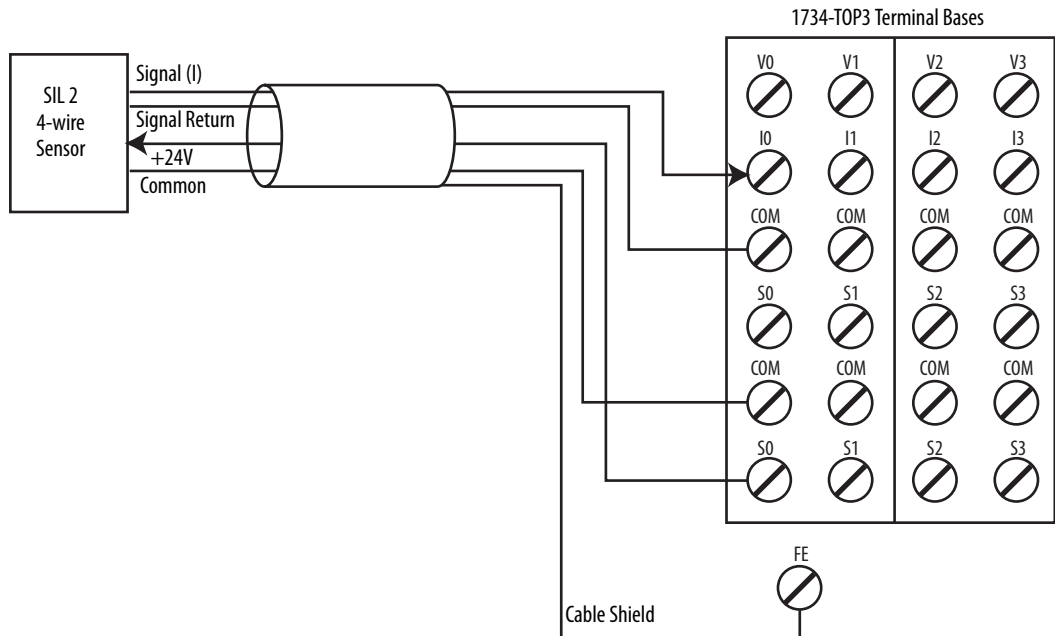 1734-TOP3 Terminal Bases
SIL 2
4-wire
Sensor
Signal (I)
Signal Return
+24V
Common
V0 V1 V2 V3
I0 I1 I2 I3
COM COM COM COM
S0 S1 S2 S3
COM COM COM COM
S0 S1 S2 S3
FE
Cable Shield